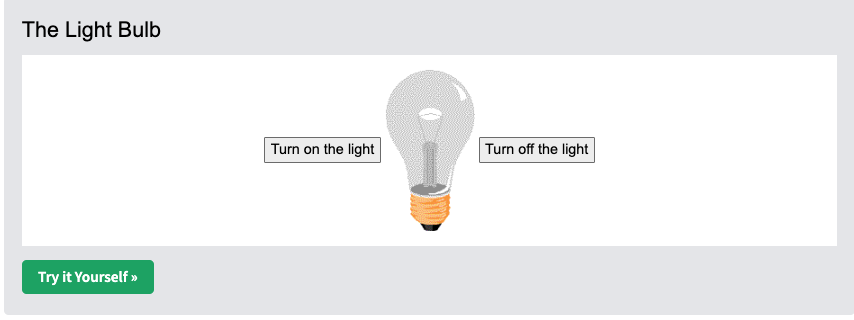 The Light Bulb
Turn on the light Turn off the light
Try it Yourself »